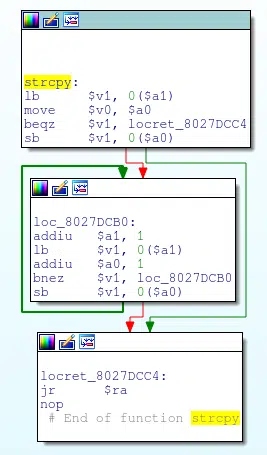 strcpy:
lb $v1, 0($a1)
move $v0, $a0
beqz $v1, locret_8027DCC4
sb $v1, 0($a0)
loc_8027DCB0:
addiu $a1, 1
lb $v1, 0($a1)
addiu $a0, 1
bnez $v1, loc_8027DCB0
sb $v1, 0($a0)
locret_8027DCC4:
jr $ra
nop
# End of function strcpy